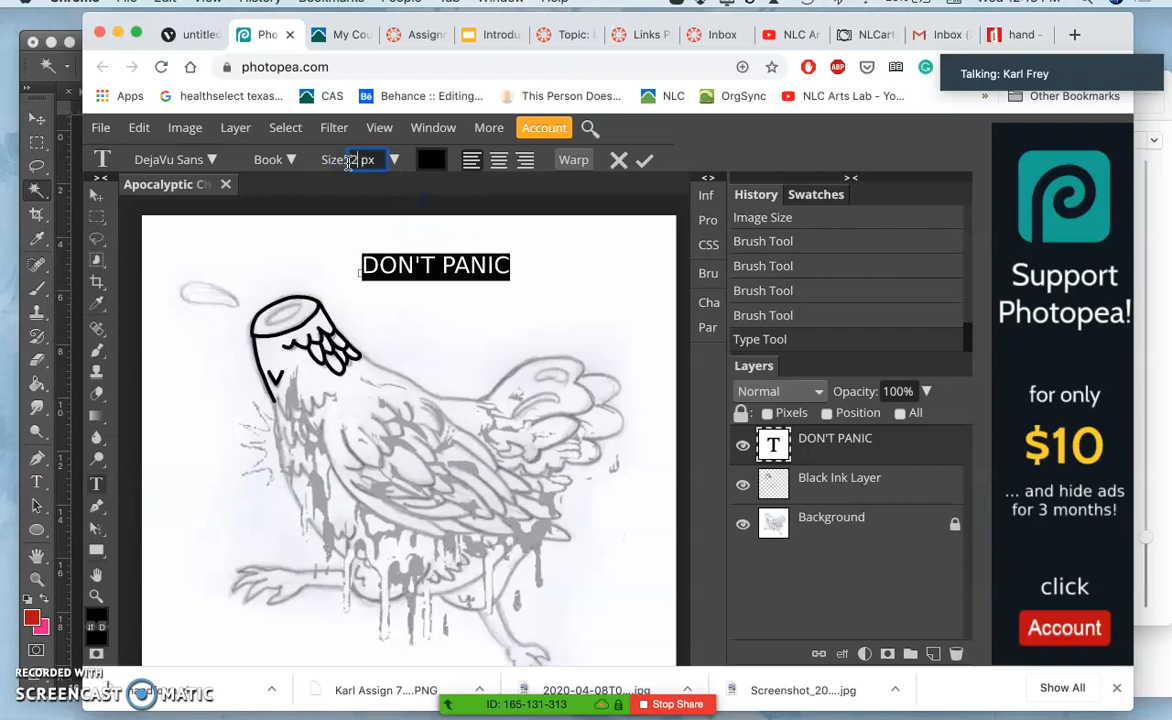 Chrome File Edit View History Bookmarks People Tab Window Help
untitled
Pho
My Cou
Assignr
Introdu
Topic:
Links P
Inbox
YouTube NLC Ar
NLCart
Inbox (
hand -
photopea.com
Talking: Karl Frey
Apps
healthselect texas...
CAS
Behance :: Editing...
This Person Does...
NLC
OrgSync
NLC Arts Lab - Yo...
»
Other Bookmarks
File Edit Image Layer Select Filter View Window More Account
DejaVu Sans Book Size: 2 px Warp
Apocalyptic Ch
DON'T PANIC
Inf
Pro
CSS
Bru
Cha
Par
History Swatches
Image Size
Brush Tool
Brush Tool
Brush Tool
Brush Tool
Type Tool
Layers
Normal Opacity: 100%
Pixels Position All
DON'T PANIC
Black Ink Layer
Background
eff
Support
Photopea!
for only
$10
... and hide ads
for 3 months!
click
Account
RECORDED WITH
SCREENCAST MATIC
Karl Assign 7....PNG
2020-04-08T0....jpg
Screenshot_20....jpg
Show All
ID: 165-131-313
Stop Share